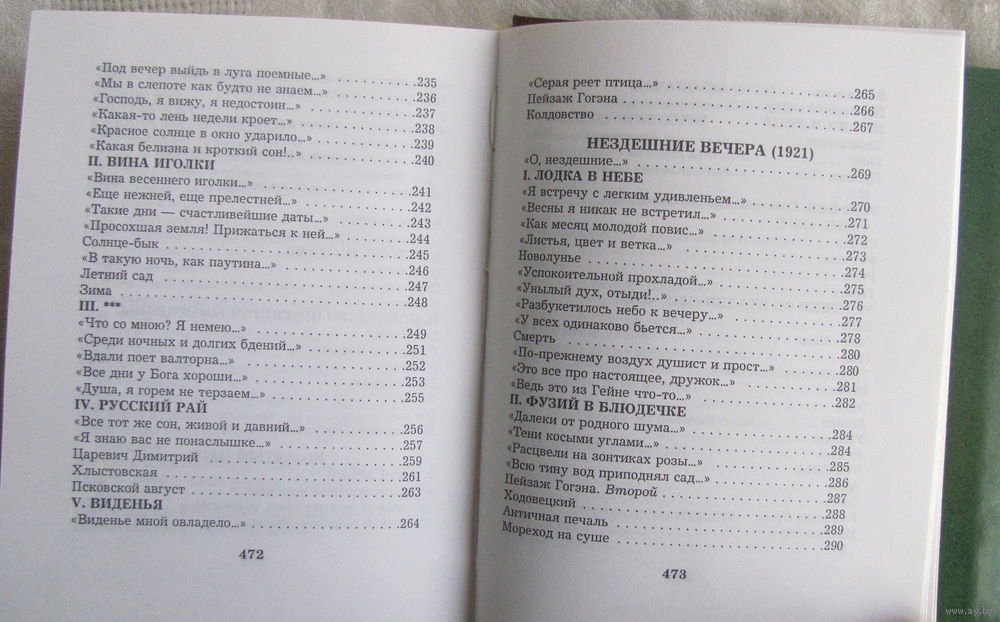 «Под вечер выйдь в луга поемные...» . . . . . . . . .235
«Мы в слепоте как будто не знаем...» . . . . . . . . .236
«Господь, я вижу, я недостоин...» . . . . . . . . . . .237
«Какая-то лень недели кроет...» . . . . . . . . . . . .238
«Красное солнце в окно ударило...» . . . . . . . . . .239
«Какая белизна и кроткий сон!..» . . . . . . . . . . .240
II. ВИНА ИГОЛКИ
«Вина весеннего иголки...» . . . . . . . . . . . . . . .241
«Еще нежней, еще прелестней...» . . . . . . . . . . .242
«Такие дни — счастливейшие даты...» . . . . . . . .243
«Просохшая земля! Прижаться к ней...» . . . . . . .244
Солнце-бык . . . . . . . . . . . . . . . . . . . . . . .245
«В такую ночь, как паутина...» . . . . . . . . . . . . .246
Летний сад . . . . . . . . . . . . . . . . . . . . . . .247
Зима . . . . . . . . . . . . . . . . . . . . . . . . . .248
III. ***
«Что со мною? Я немею...» . . . . . . . . . . . . . . .249
«Среди ночных и долгих бдений...» . . . . . . . . . .251
«Вдали поет валторна...» . . . . . . . . . . . . . . . .252
«Все дни у Бога хороши...» . . . . . . . . . . . . . . .253
«Душа, я горем не терзаем...» . . . . . . . . . . . . .255
IV. РУССКИЙ РАЙ
«Все тот же сон, живой и давний...» . . . . . . . . . .256
«Я знаю вас не понаслышке...» . . . . . . . . . . . . .257
Царевич Димитрий . . . . . . . . . . . . . . . . . . .259
Хлыстовская . . . . . . . . . . . . . . . . . . . . . .261
Псковской август . . . . . . . . . . . . . . . . . . . .263
V. ВИДЕНЬЯ
«Виденье мной овладело...» . . . . . . . . . . . . . . .264
472
«Серая реет птица...» . . . . . . . . . . . . . . . . . .265
Пейзаж Гогэна . . . . . . . . . . . . . . . . . . . . .266
Колдовство . . . . . . . . . . . . . . . . . . . . . . .267
НЕЗДЕШНИЕ ВЕЧЕРА (1921)
«О, нездешние...» . . . . . . . . . . . . . . . . . . . .269
I. ЛОДКА В НЕБЕ
«Я встречу с легким удивленьем...» . . . . . . . . . .270
«Весны я никак не встретил...» . . . . . . . . . . . . .271
«Как месяц молодой повис...» . . . . . . . . . . . . . .272
«Листья, цвет и ветка...» . . . . . . . . . . . . . . . .273
Новолунье . . . . . . . . . . . . . . . . . . . . . . .274
«Успокоительной прохладой...» . . . . . . . . . . . . .275
«Унылый дух, отыди!..» . . . . . . . . . . . . . . . . .276
«Разбукетилось небо к вечеру...» . . . . . . . . . . . .277
«У всех одинаково бьется...» . . . . . . . . . . . . . .278
Смерть . . . . . . . . . . . . . . . . . . . . . . . . .280
«По-прежнему воздух душист и прост...» . . . . . . .280
«Это все про настоящее, дружок...» . . . . . . . . . .281
«Ведь это из Гейне что-то...» . . . . . . . . . . . . . .282
II. ФУЗИЙ В БЛЮДЕЧКЕ
«Далеки от родного шума...» . . . . . . . . . . . . . .284
«Тени косыми углами...» . . . . . . . . . . . . . . . .284
«Расцвели на зонтиках розы...» . . . . . . . . . . . .285
«Всю тину вод приподнял сад...» . . . . . . . . . . . .286
Пейзаж Гогэна. Второй . . . . . . . . . . . . . . . . .287
Ходовецкий . . . . . . . . . . . . . . . . . . . . . . .288
Античная печаль . . . . . . . . . . . . . . . . . . . .289
Мореход на суше . . . . . . . . . . . . . . . . . . . .290
473
www.ay.by